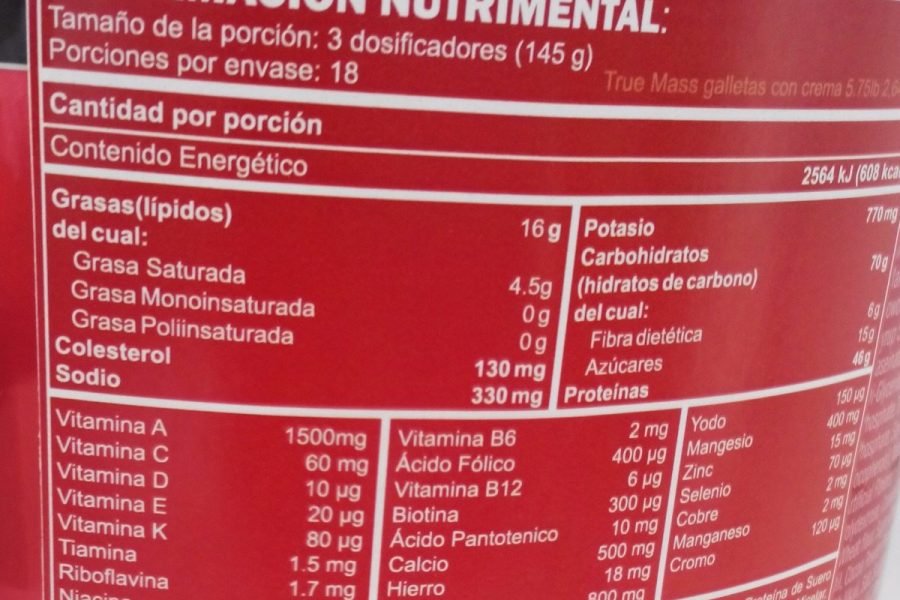 NUTRIMENTAL:
Tamaño de la porción: 3 dosificadores (145 g)
Porciones por envase: 18
True Mass galletas con crema 5.75lb
Cantidad por porción
Contenido Energético 2564 kJ (608 kca
Grasas(lípidos) 16 g
del cual:
Grasa Saturada 4.5g
Grasa Monoinsaturada 0 g
Grasa Poliinsaturada 0 g
Colesterol 130 mg
Sodio 330 mg
Potasio 770 mg
Carbohidratos
(hidratos de carbono) 70 g
del cual:
Fibra dietética 6 g
Azúcares 15 g
Proteínas 46 g
Vitamina A 1500mg
Vitamina C 60 mg
Vitamina D 10 µg
Vitamina E 20 µg
Vitamina K 80 µg
Tiamina 1.5 mg
Riboflavina 1.7 mg
Vitamina B6 2 mg
Ácido Fólico 400 µg
Vitamina B12 6 µg
Biotina 300 µg
Ácido Pantotenico 10 mg
Calcio 500 mg
Hierro 18 mg
800 mg
Yodo 150 µg
Mangesio 400 mg
Zinc 15 mg
Selenio 70 µg
Cobre 2 mg
Manganeso 2 mg
Cromo 120 µg
Proteína de Suero